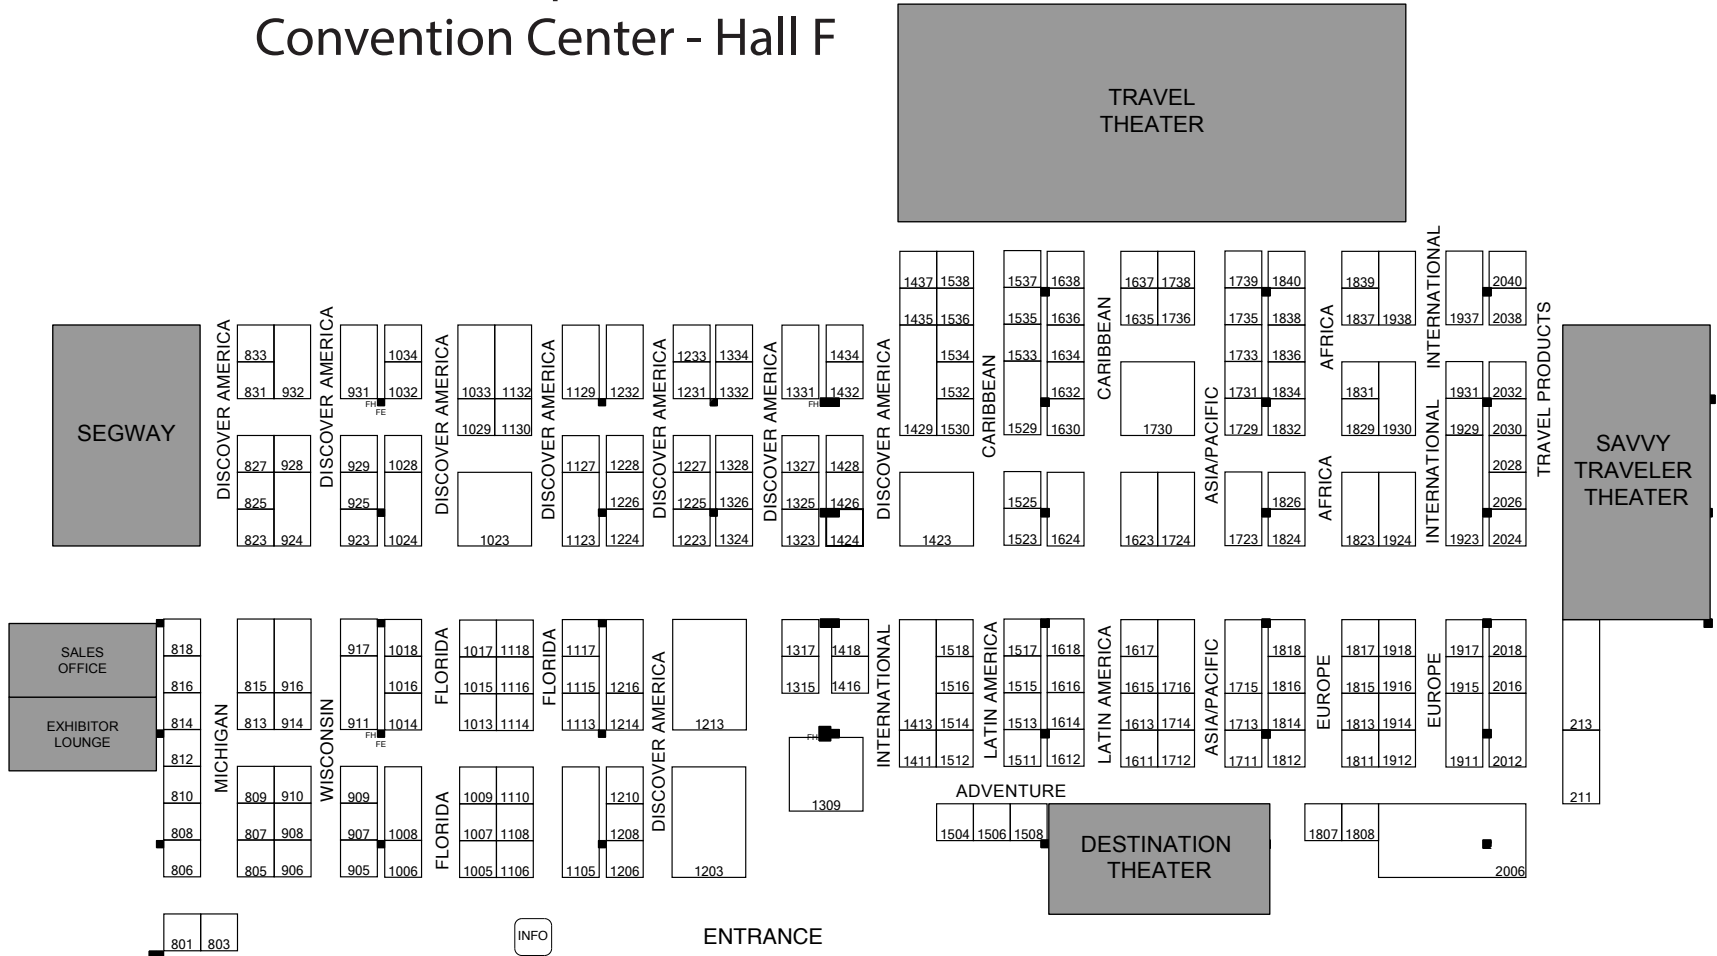 Convention Center - Hall F
TRAVEL
THEATER
1437 1538 1537 1638 1637 1738 1739 1840 1839 2040
1435 1536 1535 1636 1635 1736 1735 1838 1837 1938 1937 2038
833 1034 1233 1334 1434 1534 1533 1634 1733 1836
831 932 931 1032 1033 1132 1129 1232 1231 1332 1331 1432 1532 1632 1731 1834 1831 1931 2032
FH FH
FE
1029 1130 1429 1530 1529 1630 1730 1729 1832 1829 1930 1929 2030
827 928 929 1028 1127 1228 1227 1328 1327 1428 2028
825 925 1226 1225 1326 1325 1426 1525 1826 2026
823 924 923 1024 1023 1123 1224 1223 1324 1323 1424 1423 1523 1624 1623 1724 1723 1824 1823 1924 1923 2024
SEGWAY
DISCOVER AMERICA
DISCOVER AMERICA
DISCOVER AMERICA
DISCOVER AMERICA
DISCOVER AMERICA
DISCOVER AMERICA
DISCOVER AMERICA
CARIBBEAN
CARIBBEAN
ASIA/PACIFIC
AFRICA
AFRICA
INTERNATIONAL
INTERNATIONAL
TRAVEL PRODUCTS
SAVVY
TRAVELER
THEATER
SALES
OFFICE
EXHIBITOR
LOUNGE
818 917 1018 1017 1118 1117 1317 1418 1518 1517 1618 1617 1818 1817 1918 1917 2018
816 815 916 1016 1015 1116 1115 1216 1315 1416 1516 1515 1616 1615 1716 1715 1816 1815 1916 1915 2016
814 813 914 911 1014 1013 1114 1113 1214 1213 1413 1514 1513 1614 1613 1714 1713 1814 1813 1914 213
FH FH
FE
812 1411 1512 1511 1612 1611 1712 1711 1812 1811 1912 1911 2012
MICHIGAN
WISCONSIN
FLORIDA
FLORIDA
FLORIDA
DISCOVER AMERICA
INTERNATIONAL
LATIN AMERICA
LATIN AMERICA
ASIA/PACIFIC
EUROPE
EUROPE
ADVENTURE
810 809 910 909 1009 1110 1210 1309 211
808 807 908 907 1008 1007 1108 1208 1504 1506 1508 1807 1808
806 805 906 905 1006 1005 1106 1105 1206 1203 2006
DESTINATION
THEATER
801 803
INFO
ENTRANCE